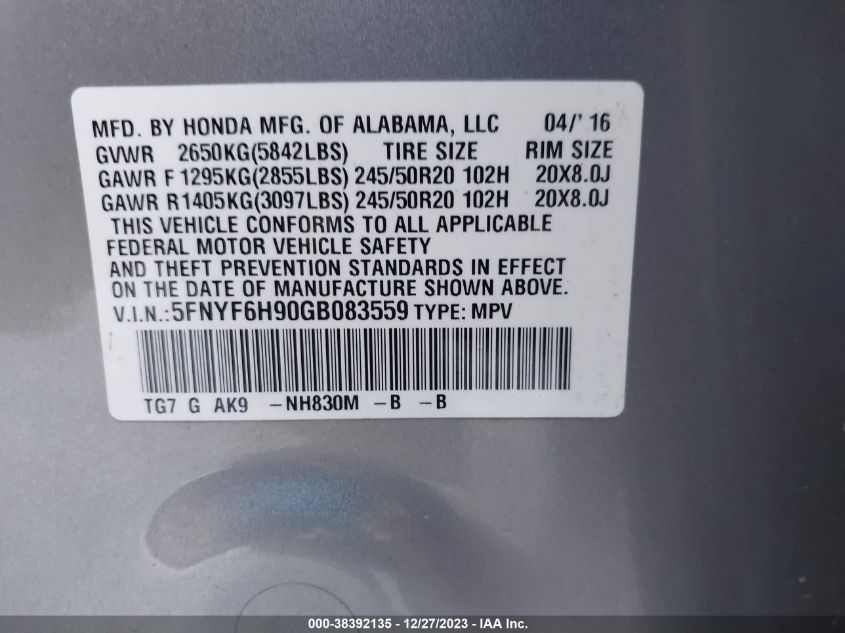 MFD. BY HONDA MFG. OF ALABAMA, LLC 04/'16
GVWR 2650KG(5842LBS) TIRE SIZE RIM SIZE
GAWR F 1295KG(2855LBS) 245/50R20 102H 20X8.0J
GAWR R1405KG(3097LBS) 245/50R20 102H 20X8.0J
THIS VEHICLE CONFORMS TO ALL APPLICABLE
FEDERAL MOTOR VEHICLE SAFETY
AND THEFT PREVENTION STANDARDS IN EFFECT
ON THE DATE OF MANUFACTURE SHOWN ABOVE.
V.I.N.:5FNYF6H90GB083559 TYPE: MPV
TG7 G AK9 -NH830M -B -B
000-38392135 - 12/27/2023 - IAA Inc.